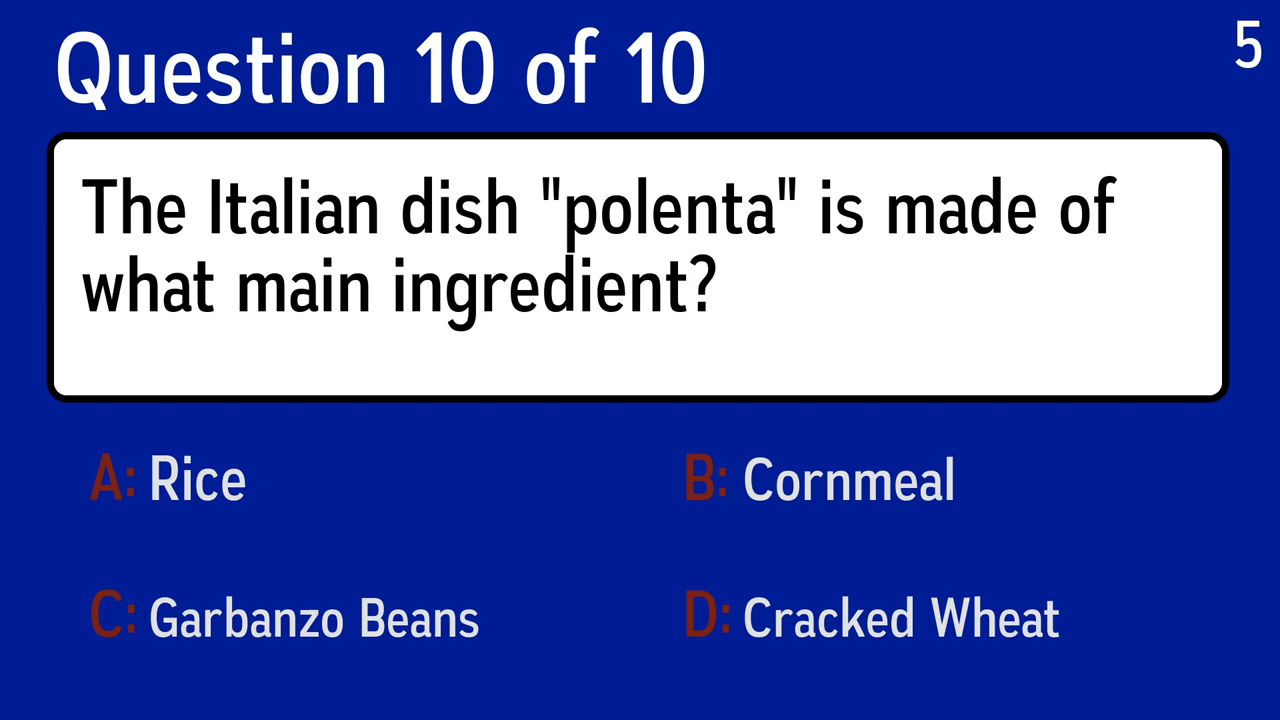 Question 10 of 10
5
The Italian dish "polenta" is made of
what main ingredient?
A: Rice
B: Cornmeal
C: Garbanzo Beans
D: Cracked Wheat